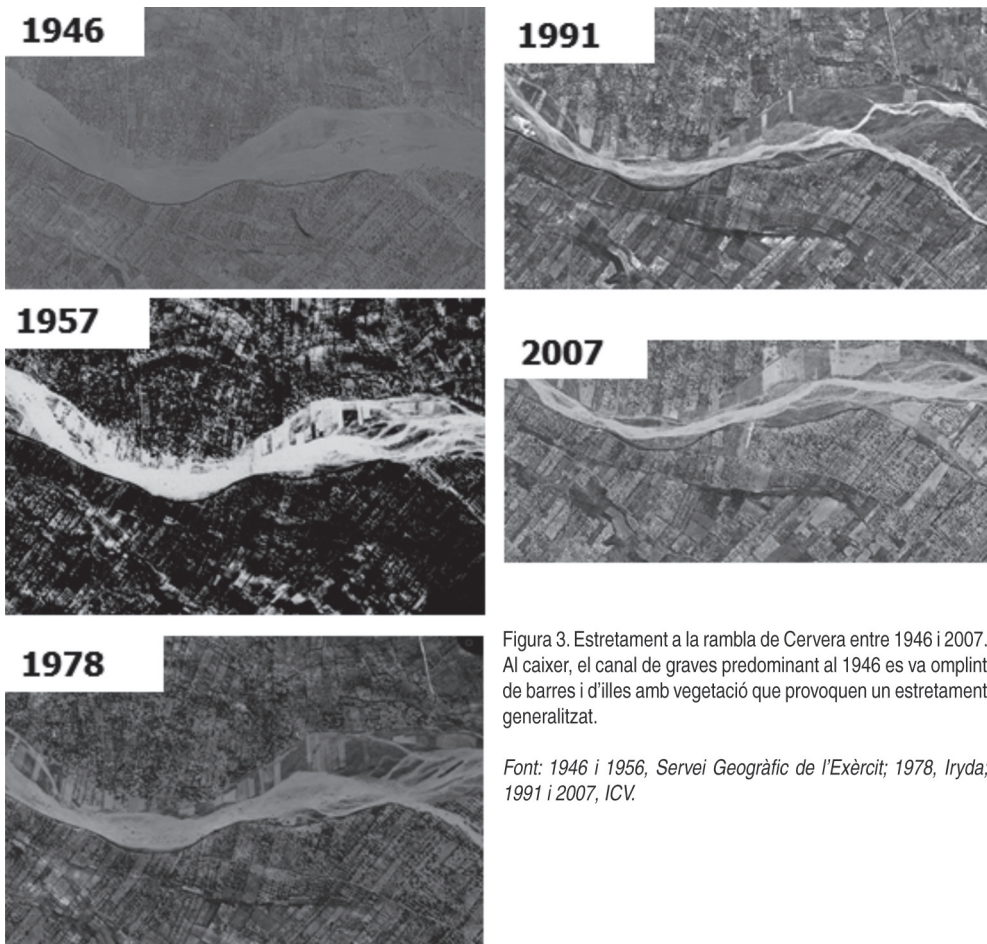 1946
1991
1957
2007
1978
Figura 3. Estretament a la rambla de Cervera entre 1946 i 2007.
Al caixer, el canal de graves predominant al 1946 es va omplint
de barres i d'illes amb vegetació que provoquen un estretament
generalitzat.
Font: 1946 i 1956, Servei Geogràfic de l'Exèrcit; 1978, Iryda;
1991 i 2007, ICV.